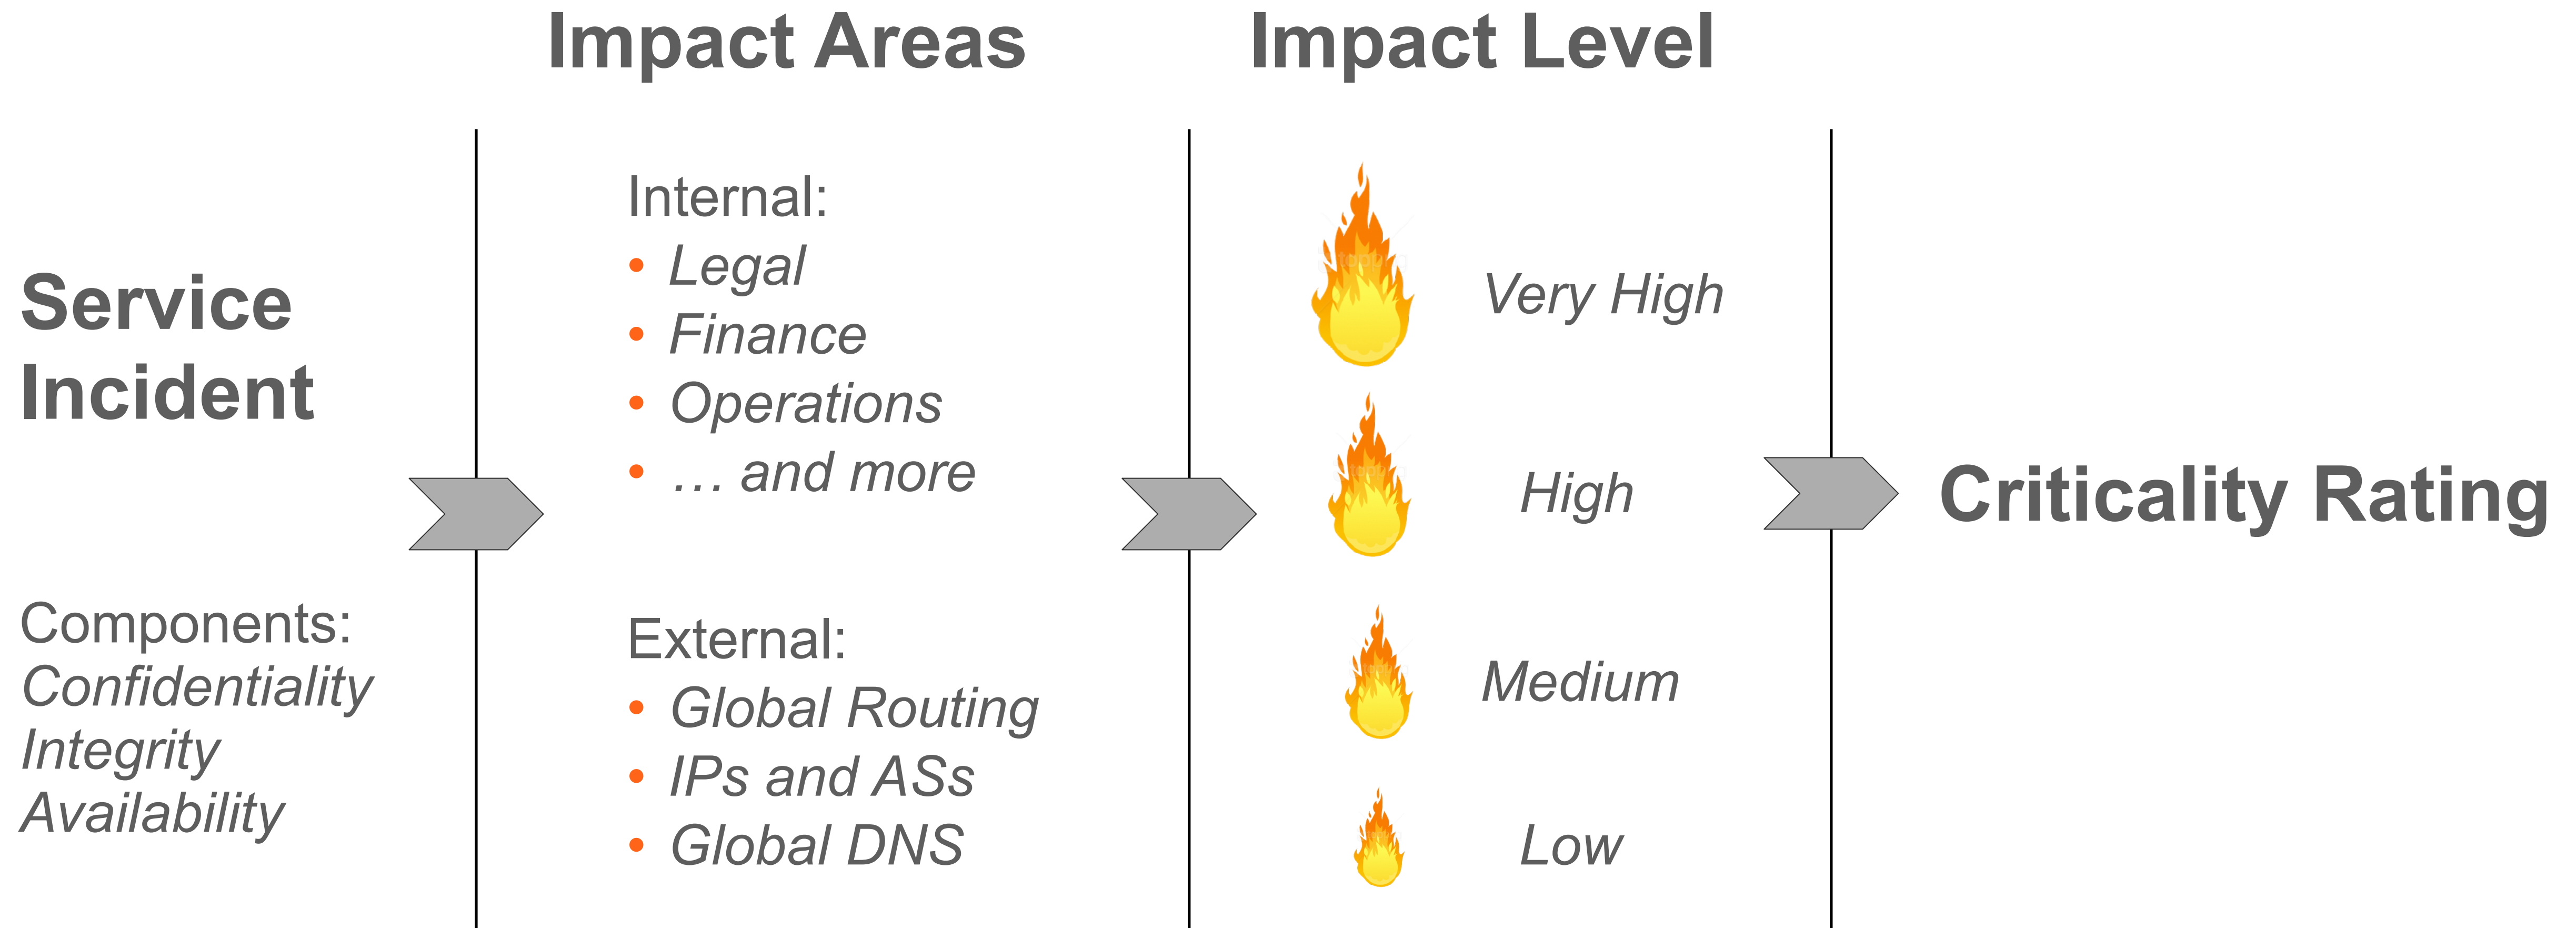 Impact Areas
Impact Level
Service
Incident
Components:
Confidentiality
Integrity
Availability
Internal:
• Legal
• Finance
• Operations
• … and more
External:
• Global Routing
• IPs and ASs
• Global DNS
Very High
High
Medium
Low
Criticality Rating